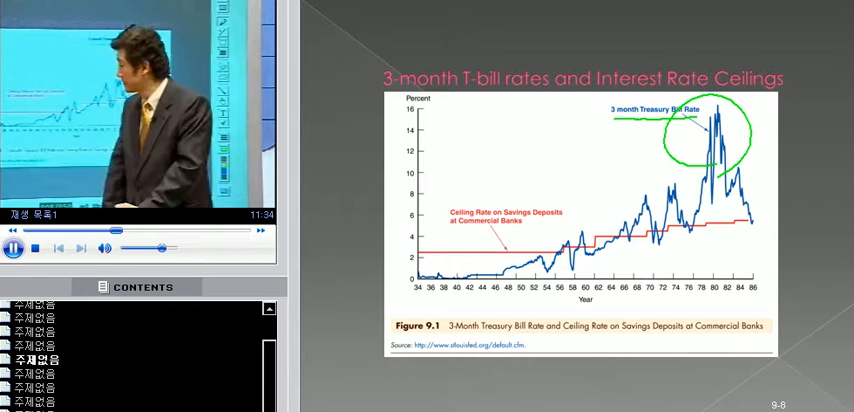 재생 목록1
11:34
CONTENTS
주제없음
주제없음
주제없음
주제없음
주제없음
주제없음
주제없음
주제없음
3-month T-bill rates and Interest Rate Ceilings
Percent
3 month Treasury Bill Rate
16
14
12
10
8
6
4
2
0
Ceiling Rate on Savings Deposits
at Commercial Banks
34 36 38 40 42 44 46 48 50 52 54 56 58 60 62 64 66 68 70 72 74 76 78 80 82 84 86
Year
Figure 9.1 3-Month Treasury Bill Rate and Ceiling Rate on Savings Deposits at Commercial Banks
Source: http://www.stlouisfed.org/default.cfm.
9-8